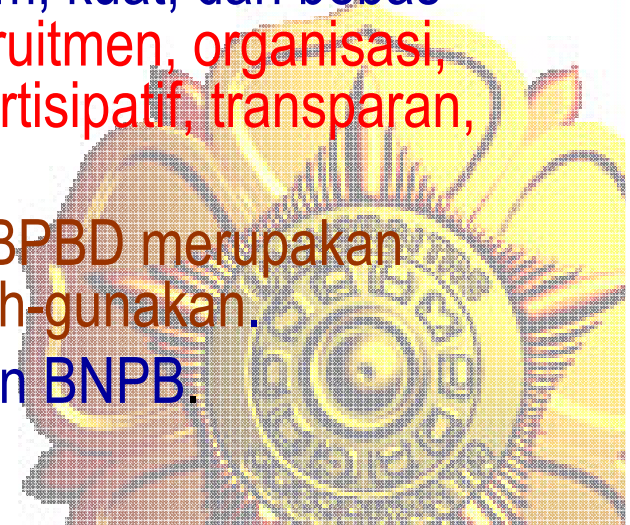 kuat, dan bebas
ruitmen, organisasi,
rtisipatif, transparan,
BPBD merupakan
h-gunakan.
n BNPB.